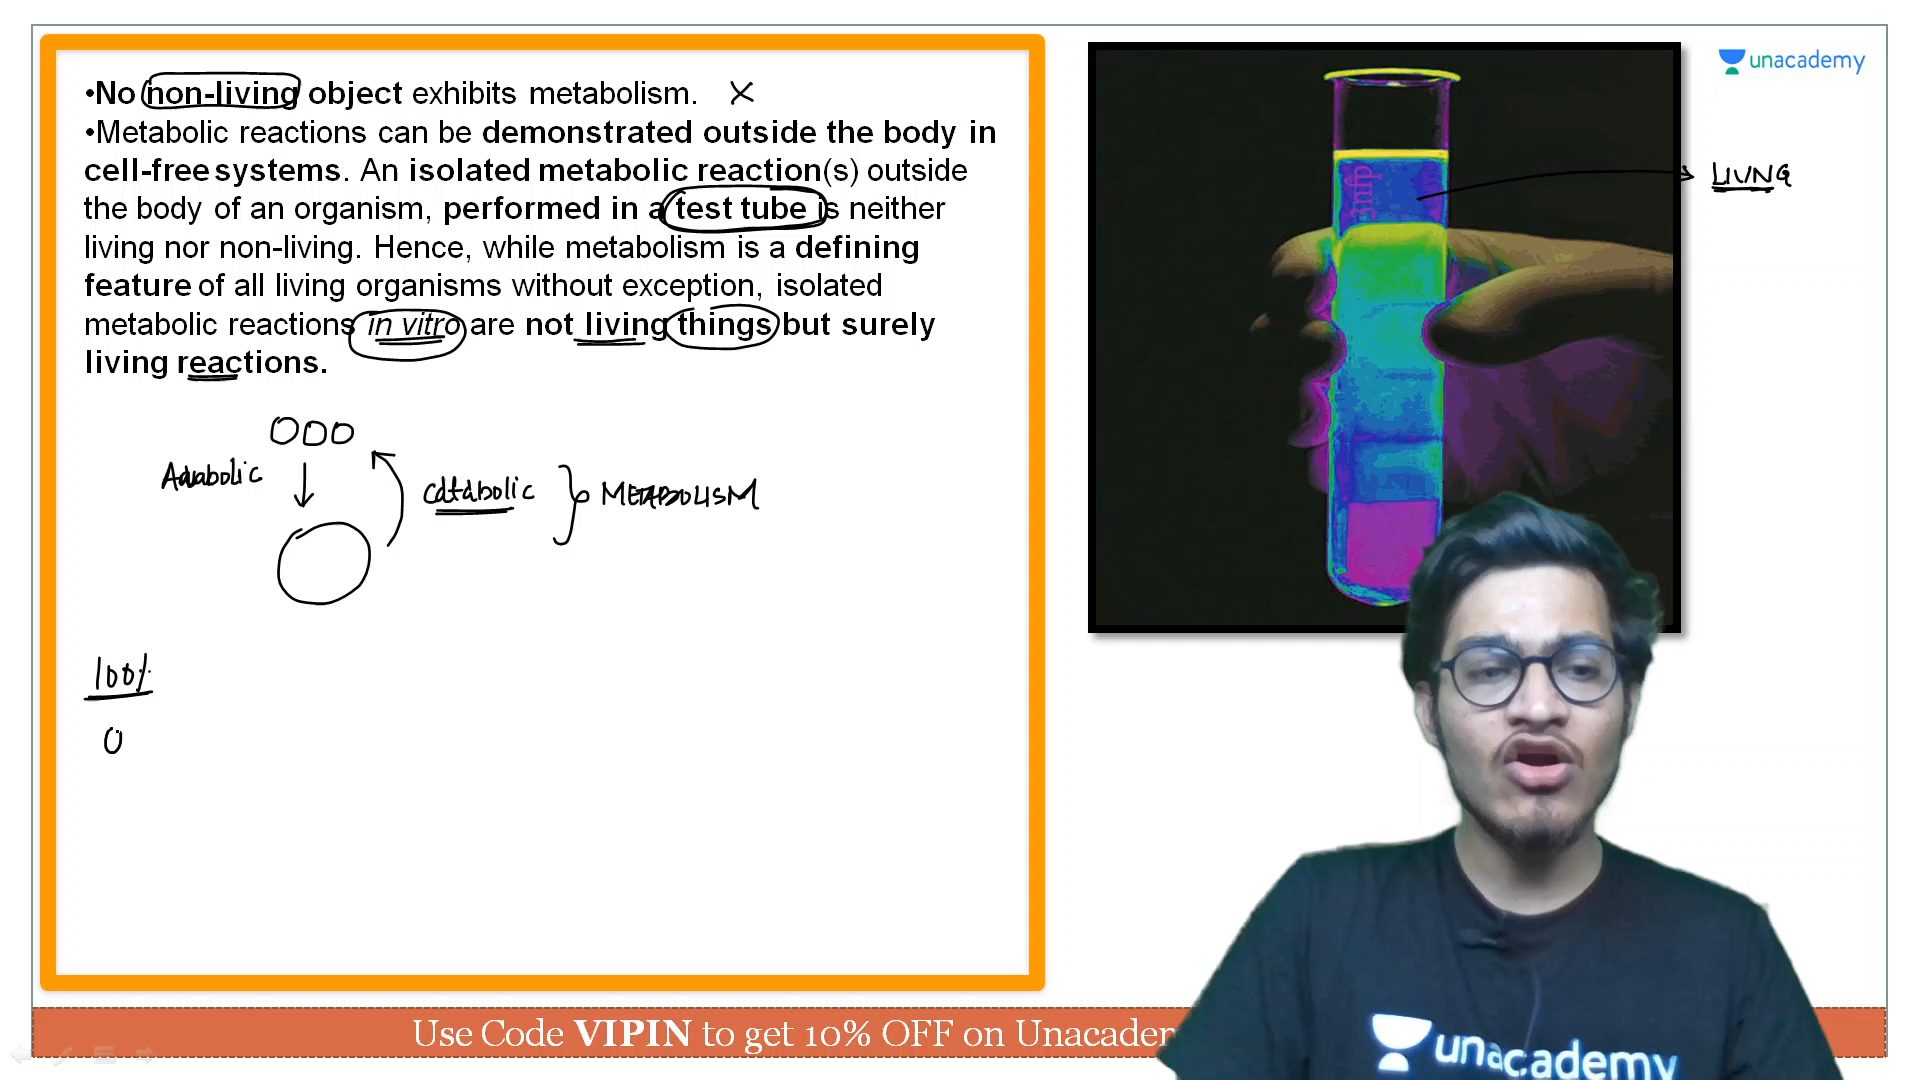 •No non-living object exhibits metabolism. X
•Metabolic reactions can be demonstrated outside the body in
cell-free systems. An isolated metabolic reaction(s) outside
the body of an organism, performed in a test tube is neither
living nor non-living. Hence, while metabolism is a defining
feature of all living organisms without exception, isolated
metabolic reactions in vitro are not living things but surely
living reactions.
Anabolic
Catabolic
METABOLISM
100%
0
unacademy
3nfp
LIVING
Use Code VIPIN to get 10% OFF on Unacadem
unacademy